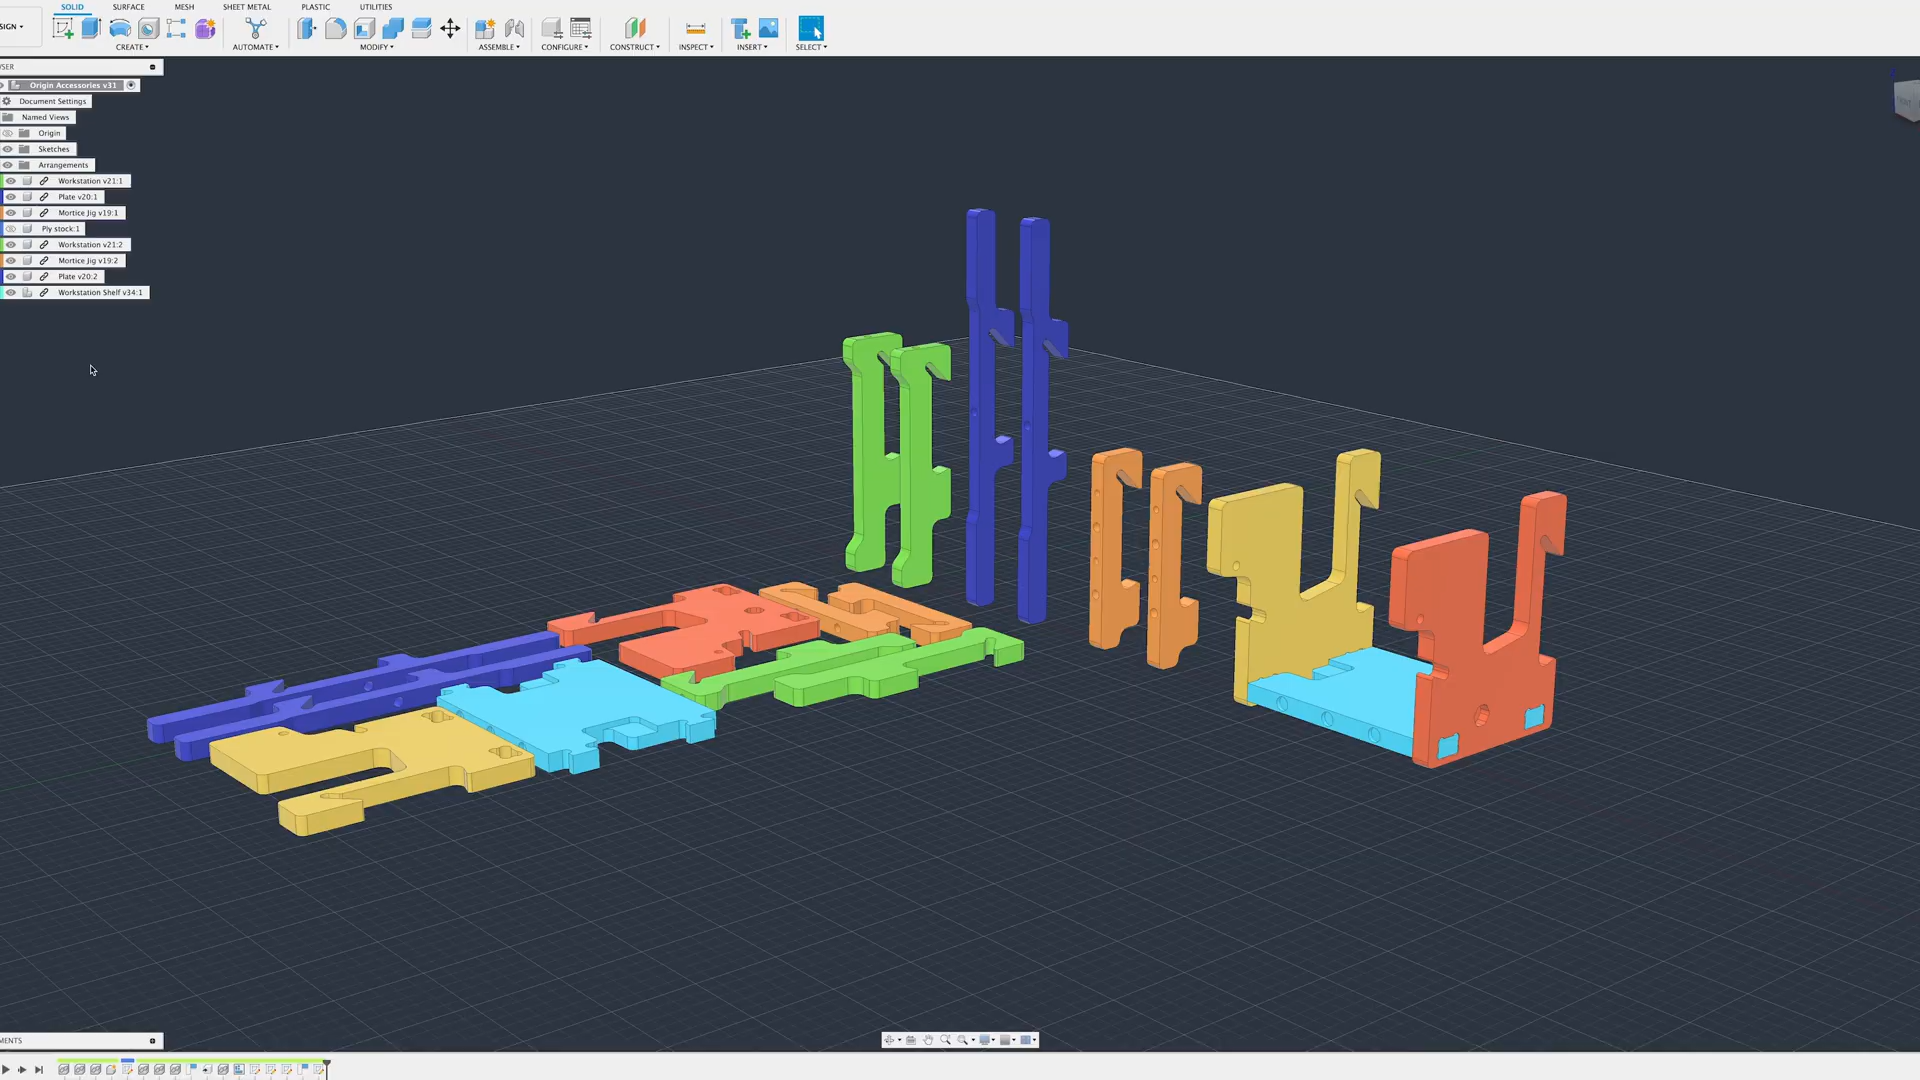 SOLID SURFACE MESH SHEET METAL PLASTIC UTILITIES
SIGN
CREATE AUTOMATE MODIFY ASSEMBLE CONFIGURE CONSTRUCT INSPECT INSERT SELECT
SER
Origin Accessories v31
Document Settings
Named Views
Origin
Sketches
Arrangements
Workstation v21:1
Plate v20:1
Mortice Jig v19:1
Ply stock:1
Workstation v21:2
Mortice Jig v19:2
Plate v20:2
Workstation Shelf v34:1
MENTS